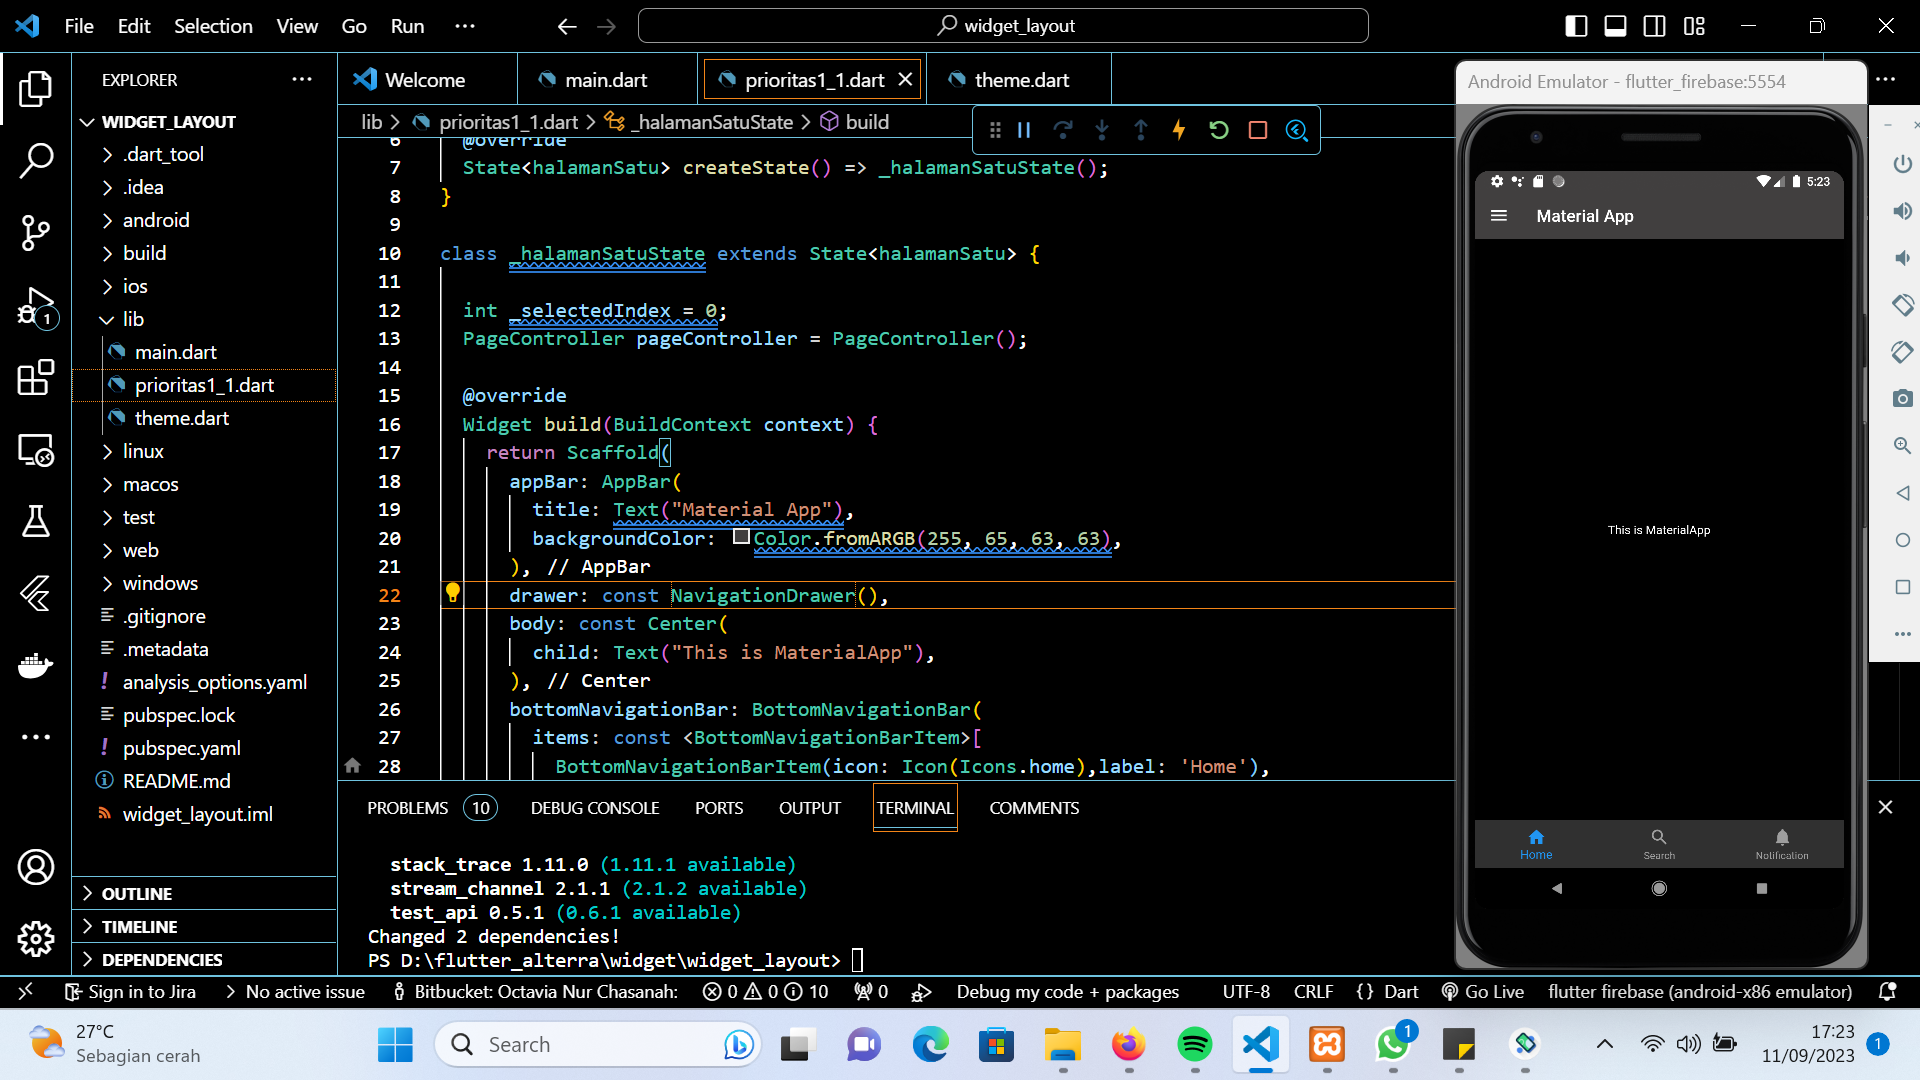 File Edit Selection View Go Run ···
widget_layout
EXPLORER ···
WIDGET_LAYOUT
.dart_tool
.idea
android
build
ios
lib
main.dart
prioritas1_1.dart
theme.dart
linux
macos
test
web
windows
.gitignore
.metadata
analysis_options.yaml
pubspec.lock
pubspec.yaml
README.md
widget_layout.iml
OUTLINE
TIMELINE
DEPENDENCIES
1
Welcome main.dart prioritas1_1.dart theme.dart
lib > prioritas1_1.dart > _halamanSatuState > build
6 @override
7 State<halamanSatu> createState() => _halamanSatuState();
8 }
9
10 class _halamanSatuState extends State<halamanSatu> {
11
12 int _selectedIndex = 0;
13 PageController pageController = PageController();
14
15 @override
16 Widget build(BuildContext context) {
17 return Scaffold(
18 appBar: AppBar(
19 title: Text("Material App"),
20 backgroundColor: Color.fromARGB(255, 65, 63, 63),
21 ), // AppBar
22 drawer: const NavigationDrawer(),
23 body: const Center(
24 child: Text("This is MaterialApp"),
25 ), // Center
26 bottomNavigationBar: BottomNavigationBar(
27 items: const <BottomNavigationBarItem>[
28 BottomNavigationBarItem(icon: Icon(Icons.home),label: 'Home'),
PROBLEMS 10 DEBUG CONSOLE PORTS OUTPUT TERMINAL COMMENTS
stack_trace 1.11.0 (1.11.1 available)
stream_channel 2.1.1 (2.1.2 available)
test_api 0.5.1 (0.6.1 available)
Changed 2 dependencies!
PS D:\flutter_alterra\widget\widget_layout>
Android Emulator - flutter_firebase:5554
5:23
Material App
This is MaterialApp
Home Search Notification
Sign in to Jira No active issue Bitbucket: Octavia Nur Chasanah: 0 0 10 0 Debug my code + packages UTF-8 CRLF {} Dart Go Live flutter firebase (android-x86 emulator)
27°C
Sebagian cerah
Search
1
17:23
11/09/2023
1